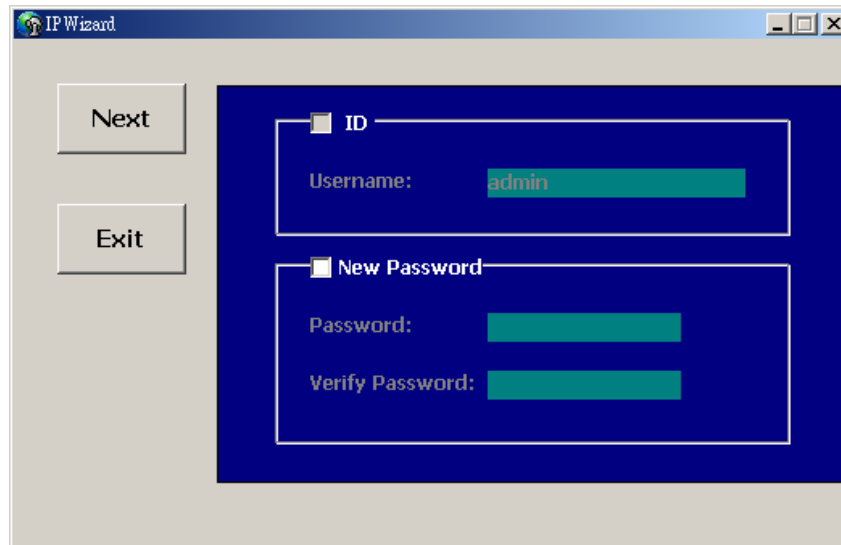 IP Wizard
Next
Exit
ID
Username: admin
New Password
Password:
Verify Password: